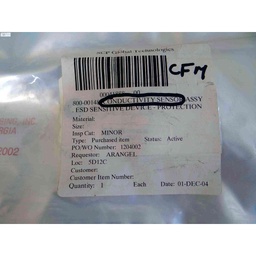 CFM
CONDUCTIVITY SENSOR ASSY
ESD SENSITIVE DEVICE - PROTECTION
Material:
Size:
Insp Cat: MINOR
Type: Purchased item Status: Active
PO/WO Number: 1204002
Requestor: ARANGEL
Loc: 5D12C
Customer:
Customer Item Number:
Quantity: 1 Each Date: 01-DEC-04
2002